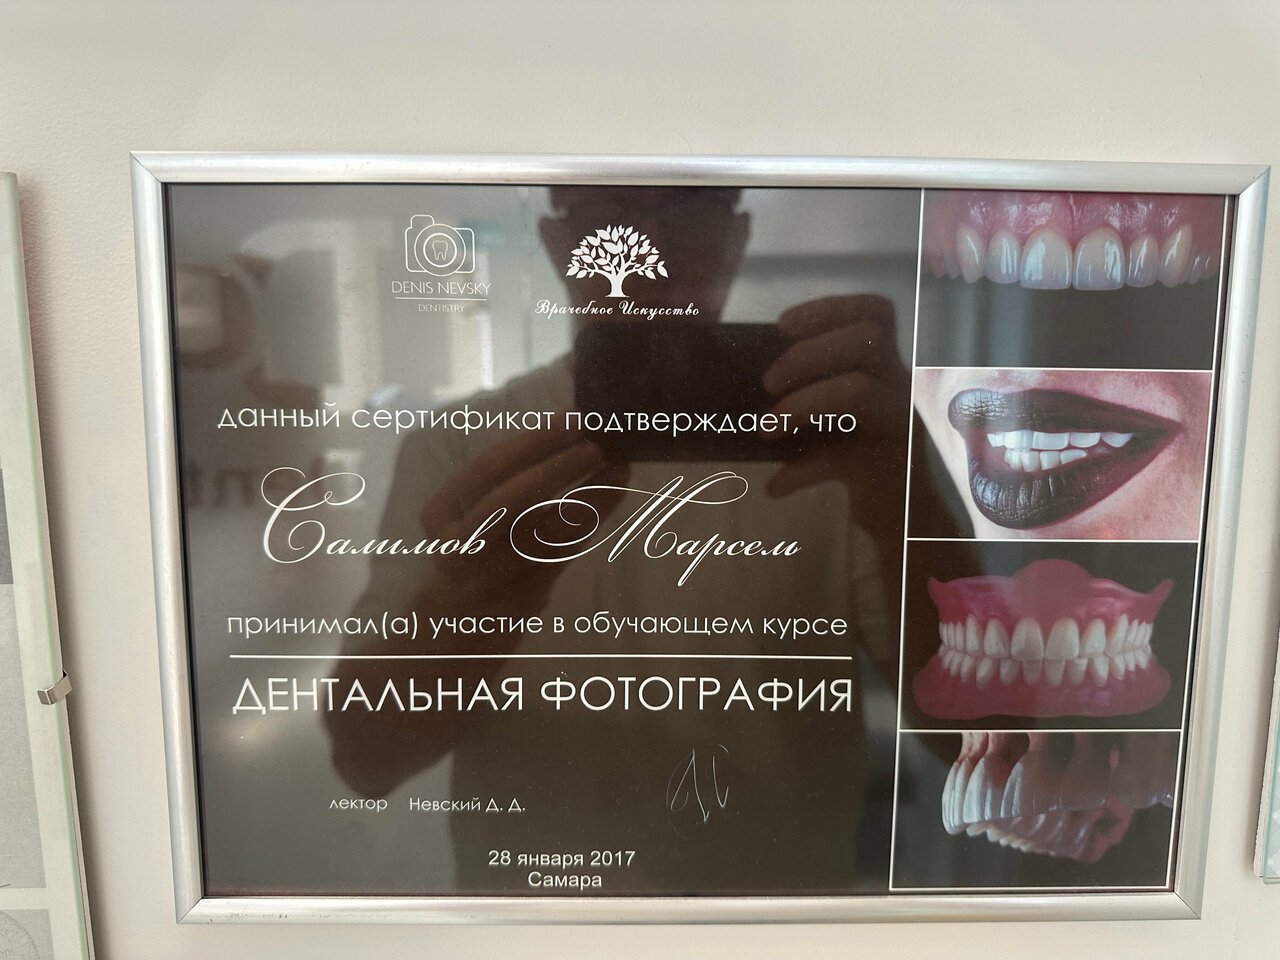 DENIS NEVSKY
DENTISTRY
Врачебное Искусство
данный сертификат подтверждает, что
Салимов Марсель
принимал(а) участие в обучающем курсе
ДЕНТАЛЬНАЯ ФОТОГРАФИЯ
лектор Невский Д. Д.
28 января 2017
Самара